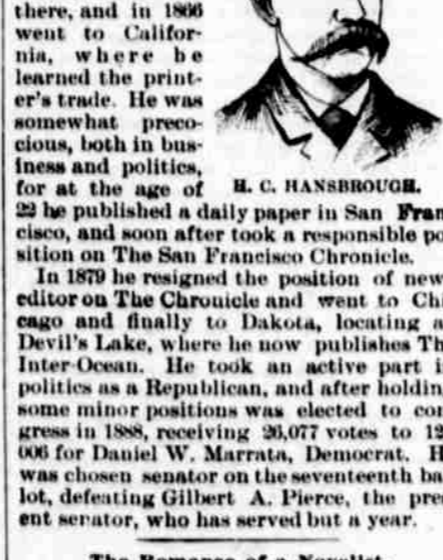 there, and in 1866
went to Califor-
nia, where he
learned the print-
er's trade. He was
somewhat preco-
cious, both in bus-
iness and politics,
for at the age of
H. C. HANSBROUGH.
22 he published a daily paper in San Fran
cisco, and soon after took a responsible po
sition on The San Francisco Chronicle.
In 1879 he resigned the position of new
editor on The Chronicle and went to Ch
cago and finally to Dakota, locating a
Devil's Lake, where he now publishes Th
Inter-Ocean. He took an active part i
politics as a Republican, and after holdin
some minor positions was elected to con
gress in 1888, receiving 26,077 votes to 12
006 for Daniel W. Marrata, Democrat. H
was chosen senator on the seventeenth ba
lot, defeating Gilbert A. Pierce, the pre
ent senator, who has served but a year.
The Romance of a Novelist